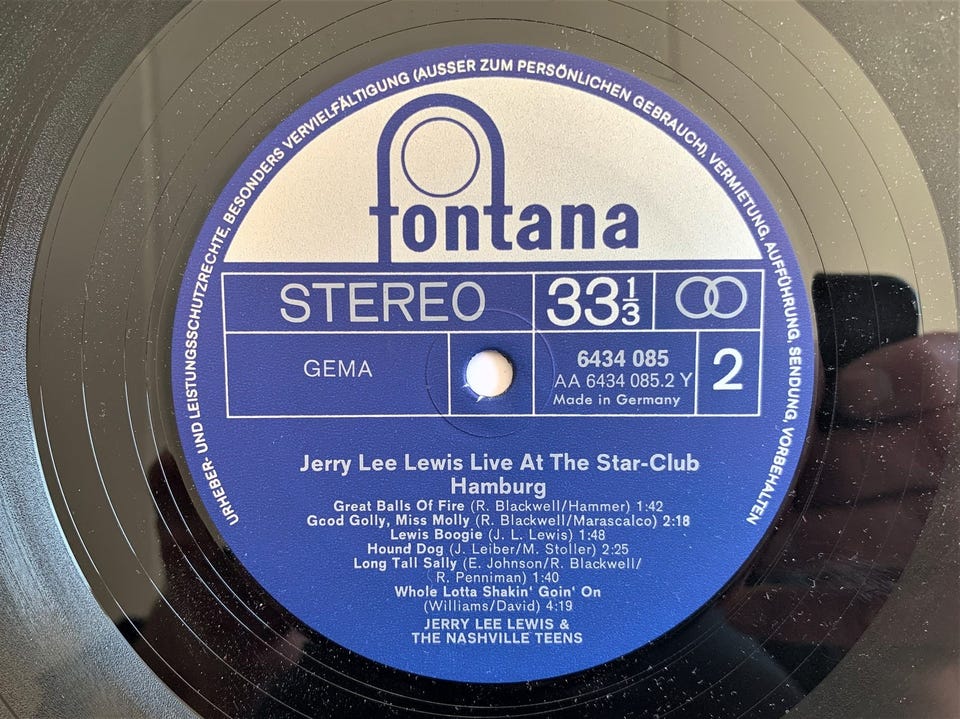 URHEBER- UND LEISTUNGSSCHUTZRECHTE, BESONDERS VERVIELFÄLTIGUNG (AUSSER ZUM PERSÖNLICHEN GEBRAUCH), VERMIETUNG, AUFFÜHRUNG, SENDUNG, VORBEHALTEN
fontana
STEREO 33 1/3
GEMA
6434 085
AA 6434 085.2 Y
Made in Germany
2
Jerry Lee Lewis Live At The Star-Club
Hamburg
Great Balls Of Fire (R. Blackwell/Hammer) 1:42
Good Golly, Miss Molly (R. Blackwell/Marascalco) 2:18
Lewis Boogie (J. L. Lewis) 1:48
Hound Dog (J. Leiber/M. Stoller) 2:25
Long Tall Sally (E. Johnson/R. Blackwell/
R. Penniman) 1:40
Whole Lotta Shakin' Goin' On
(Williams/David) 4:19
JERRY LEE LEWIS &
THE NASHVILLE TEENS